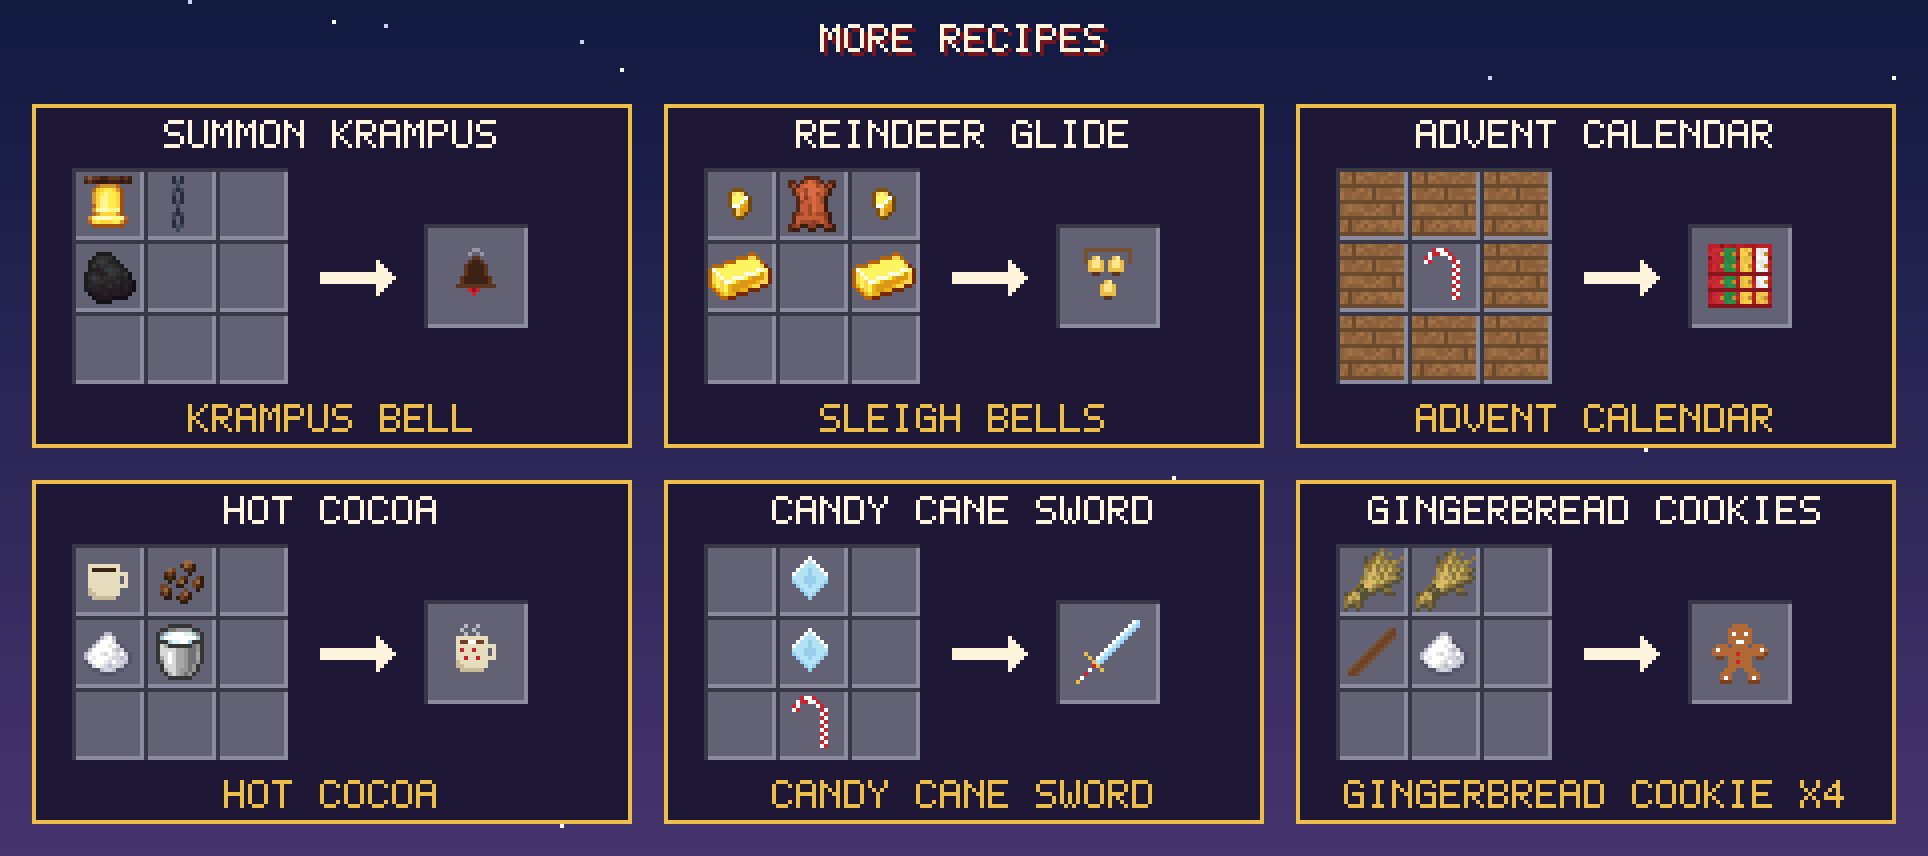 MORE RECIPES
SUMMON KRAMPUS
KRAMPUS BELL
REINDEER GLIDE
SLEIGH BELLS
ADVENT CALENDAR
ADVENT CALENDAR
HOT COCOA
HOT COCOA
CANDY CANE SWORD
CANDY CANE SWORD
GINGERBREAD COOKIES
GINGERBREAD COOKIE X4